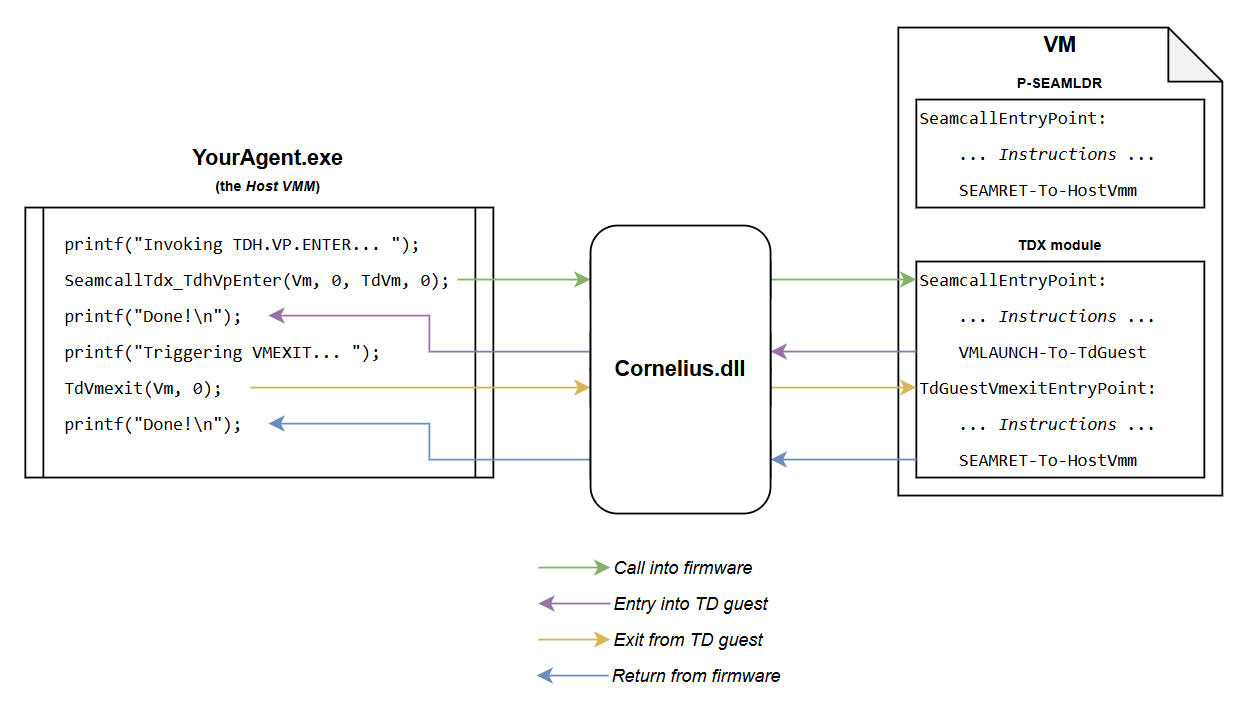 YourAgent.exe
(the Host VMM)
printf("Invoking TDH.VP.ENTER... ");
SeamcallTdx_TdhVpEnter(Vm, 0, TdVm, 0);
printf("Done!\n");
printf("Triggering VMEXIT... ");
TdVmexit(Vm, 0);
printf("Done!\n");
Cornelius.dll
VM
P-SEAMLDR
SeamcallEntryPoint:
... Instructions ...
SEAMRET-To-HostVmm
TDX module
SeamcallEntryPoint:
... Instructions ...
VMLAUNCH-To-TdGuest
TdGuestVmexitEntryPoint:
... Instructions ...
SEAMRET-To-HostVmm
Call into firmware
Entry into TD guest
Exit from TD guest
Return from firmware